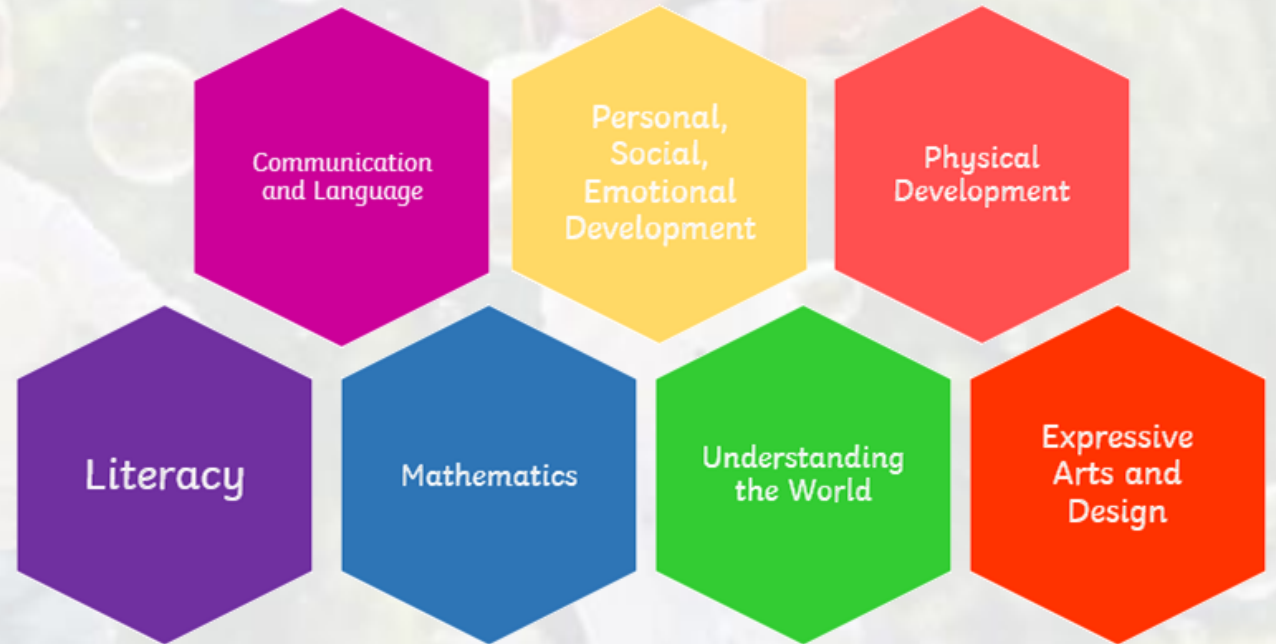 Communication
and Language
Personal,
Social,
Emotional
Development
Physical
Development
Literacy
Mathematics
Understanding
the World
Expressive
Arts and
Design